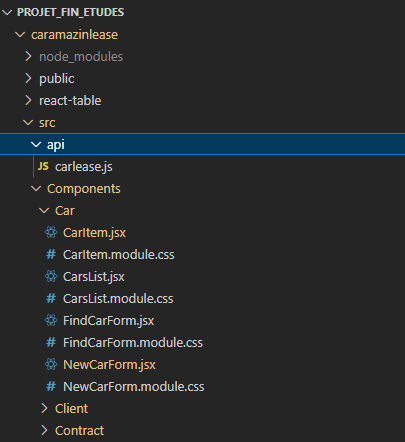 PROJET_FIN_ETUDES
caramazinlease
node_modules
public
react-table
src
api
JS carlease.js
Components
Car
CarItem.jsx
# CarItem.module.css
CarsList.jsx
# CarsList.module.css
FindCarForm.jsx
# FindCarForm.module.css
NewCarForm.jsx
# NewCarForm.module.css
Client
Contract